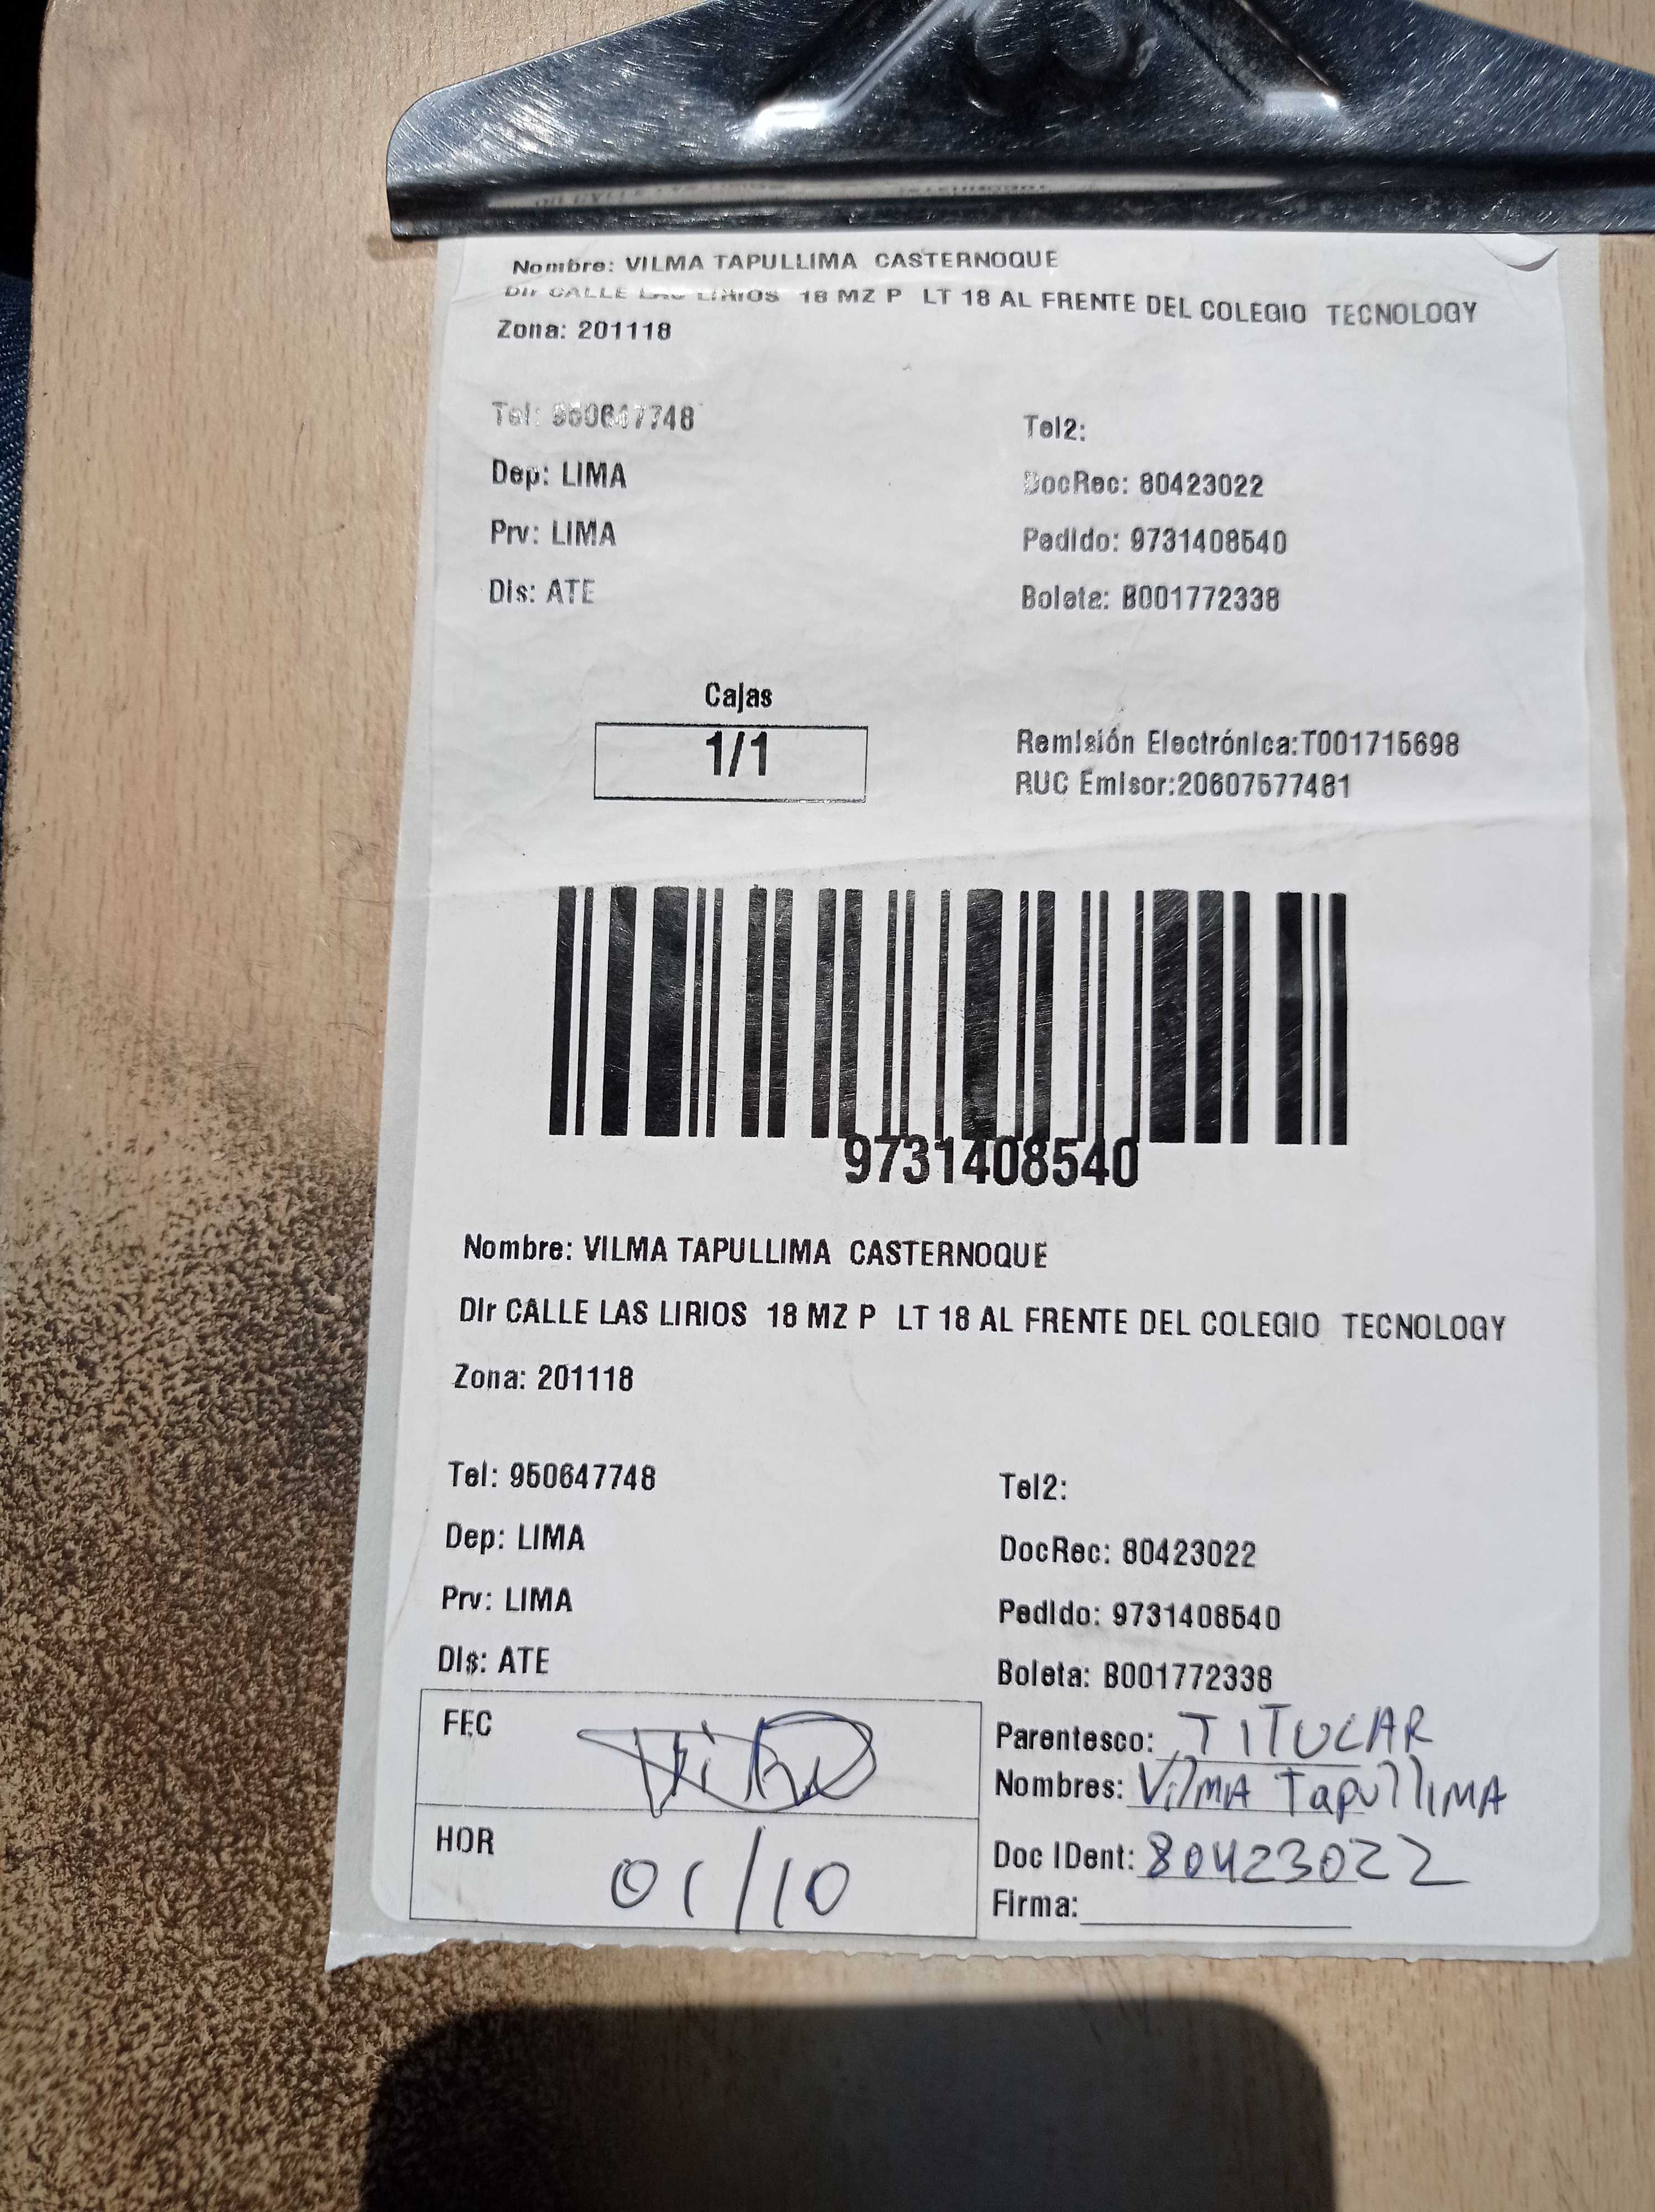 Nombre: VILMA TAPULLIMA CASTERNOQUE
Dir CALLE LAS LIRIOS 18 MZ P LT 18 AL FRENTE DEL COLEGIO TECNOLOGY
Zona: 201118
Tel: 950647748 Tel2:
Dep: LIMA DocRec: 80423022
Prv: LIMA Pedido: 9731408540
Dis: ATE Boleta: B001772338
Cajas
1/1
Remisión Electrónica:T001715698
RUC Emisor:20607577481
9731408540
Nombre: VILMA TAPULLIMA CASTERNOQUE
Dir CALLE LAS LIRIOS 18 MZ P LT 18 AL FRENTE DEL COLEGIO TECNOLOGY
Zona: 201118
Tel: 950647748 Tel2:
Dep: LIMA DocRec: 80423022
Prv: LIMA Pedido: 9731408540
Dis: ATE Boleta: B001772338
FEC
Parentesco: TITULAR
Nombres: VilMA TapullIMA
HOR 01/10
Doc IDent: 80423022
Firma: